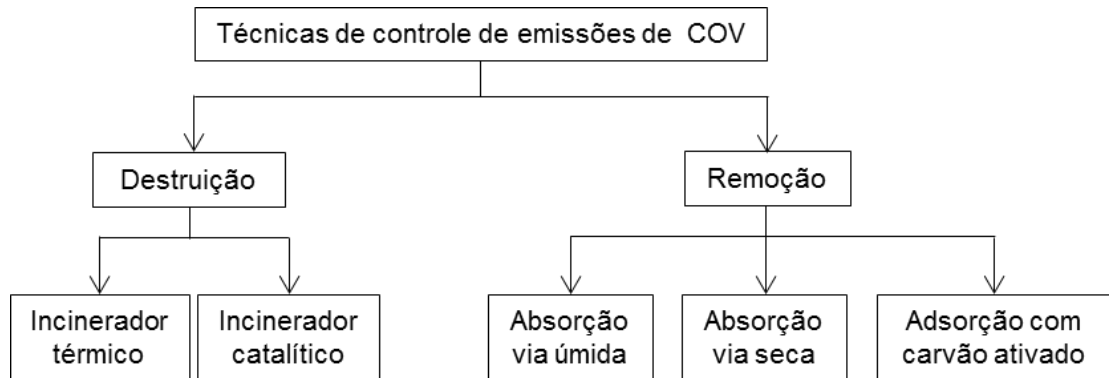 Técnicas de controle de emissões de COV
Destruição
Remoção
Incinerador
térmico
Incinerador
catalítico
Absorção
via úmida
Absorção
via seca
Adsorção com
carvão ativado